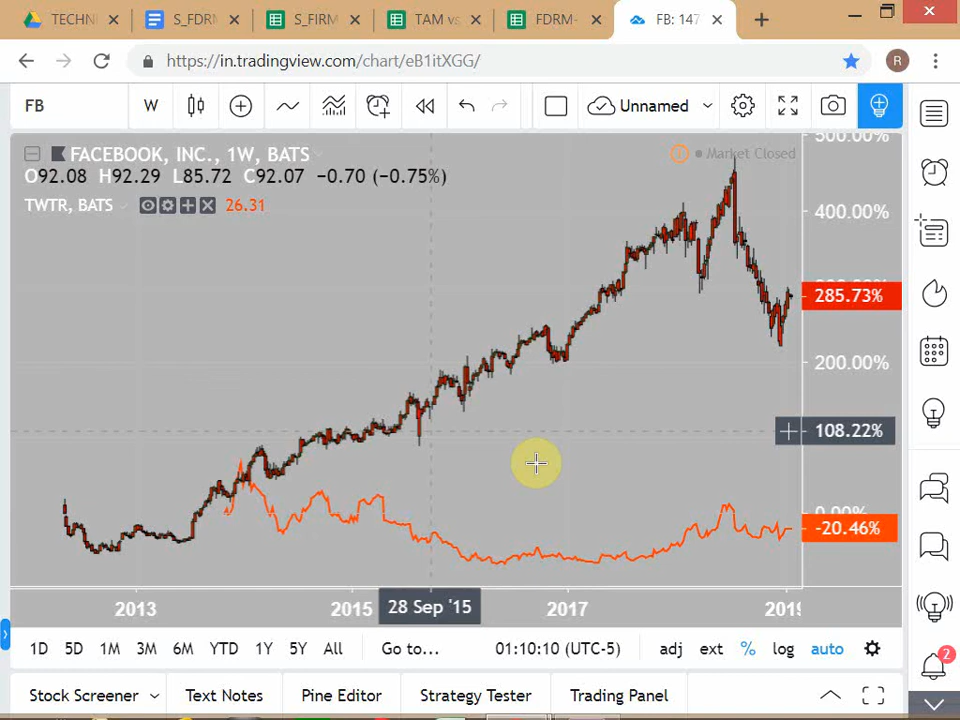 TECHNI
S_FDRM
S_FIRM
TAM vs
FDRM-
FB: 147
https://in.tradingview.com/chart/eB1itXGG/
R
FB
W
Unnamed
FACEBOOK, INC., 1W, BATS
Market Closed
O92.08 H92.29 L85.72 C92.07 −0.70 (−0.75%)
TWTR, BATS
26.31
500.00%
400.00%
285.73%
200.00%
108.22%
0.00%
-20.46%
2013
2015
28 Sep '15
2017
2019
1D 5D 1M 3M 6M YTD 1Y 5Y All
Go to...
01:10:10 (UTC-5)
adj ext % log auto
2
Stock Screener
Text Notes
Pine Editor
Strategy Tester
Trading Panel